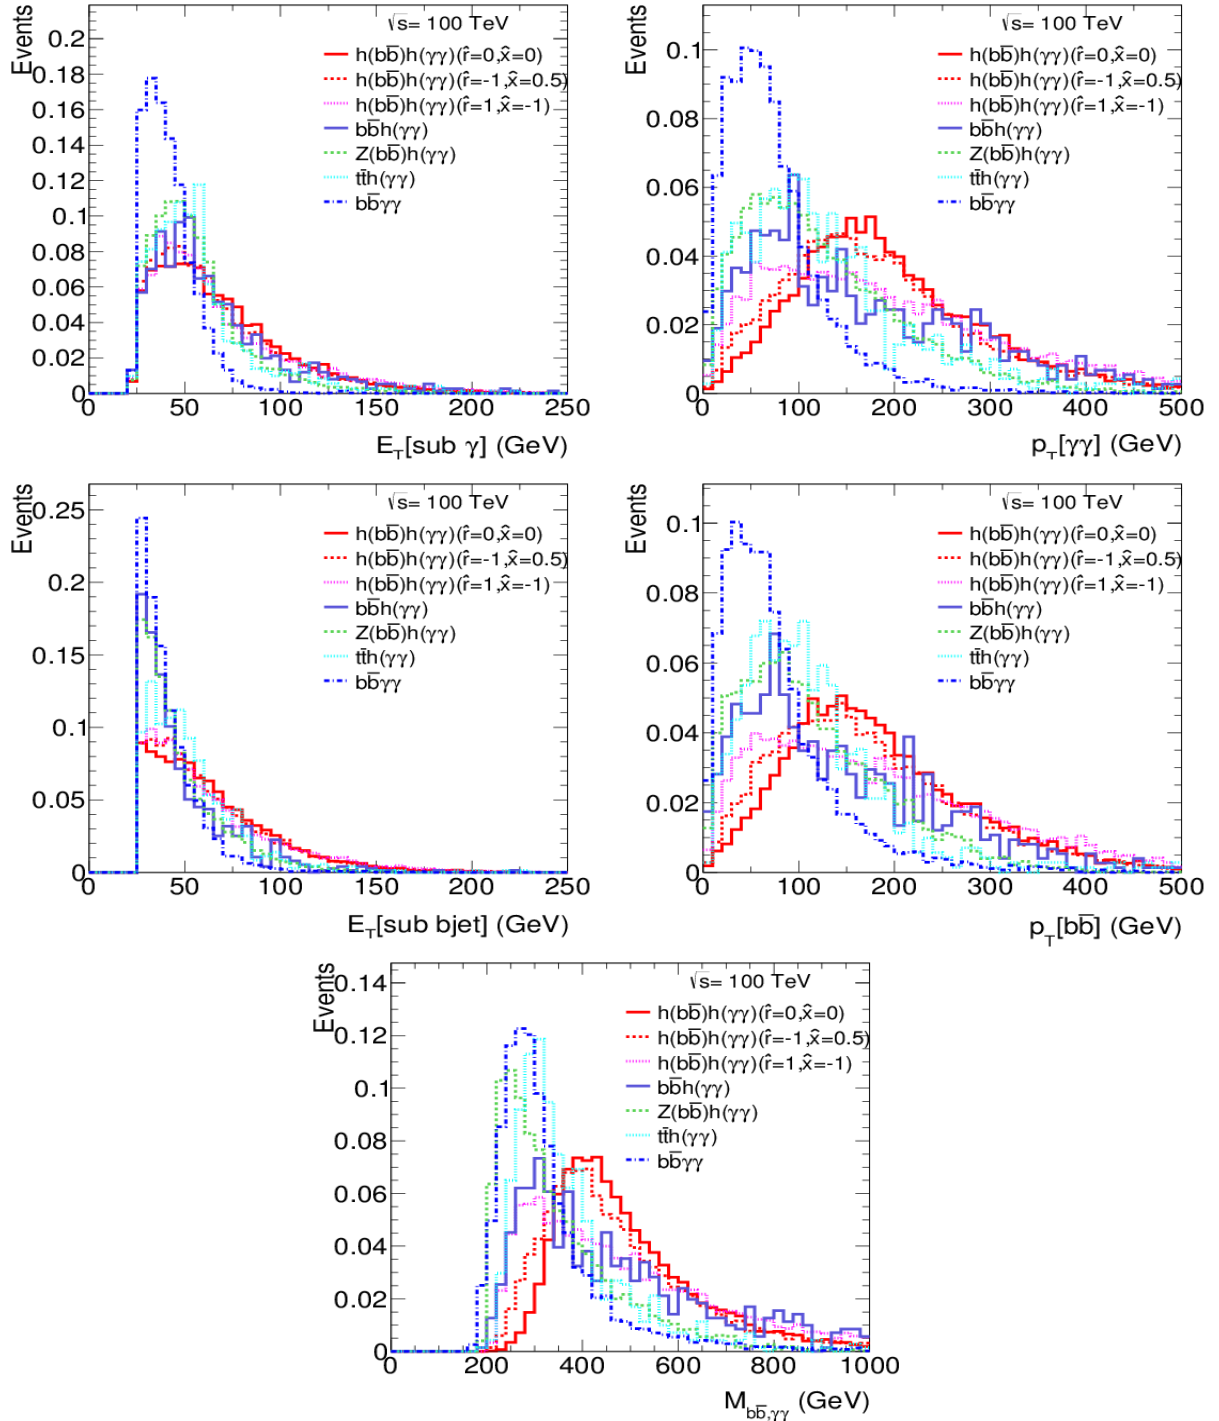 Events
√s= 100 TeV
h(bb̅)h(γγ)(r̂=0,x̂=0)
h(bb̅)h(γγ)(r̂=-1,x̂=0.5)
h(bb̅)h(γγ)(r̂=1,x̂=-1)
bb̅h(γγ)
Z(bb̅)h(γγ)
tt̅h(γγ)
bb̅γγ
0.2
0.18
0.16
0.14
0.12
0.1
0.08
0.06
0.04
0.02
0
0 50 100 150 200 250
E_T[sub γ] (GeV)
Events
√s= 100 TeV
h(bb̅)h(γγ)(r̂=0,x̂=0)
h(bb̅)h(γγ)(r̂=-1,x̂=0.5)
h(bb̅)h(γγ)(r̂=1,x̂=-1)
bb̅h(γγ)
Z(bb̅)h(γγ)
tt̅h(γγ)
bb̅γγ
0.1
0.08
0.06
0.04
0.02
0
0 100 200 300 400 500
p_T[γγ] (GeV)
Events
√s= 100 TeV
h(bb̅)h(γγ)(r̂=0,x̂=0)
h(bb̅)h(γγ)(r̂=-1,x̂=0.5)
h(bb̅)h(γγ)(r̂=1,x̂=-1)
bb̅h(γγ)
Z(bb̅)h(γγ)
tt̅h(γγ)
bb̅γγ
0.25
0.2
0.15
0.1
0.05
0
0 50 100 150 200 250
E_T[sub bjet] (GeV)
Events
√s= 100 TeV
h(bb̅)h(γγ)(r̂=0,x̂=0)
h(bb̅)h(γγ)(r̂=-1,x̂=0.5)
h(bb̅)h(γγ)(r̂=1,x̂=-1)
bb̅h(γγ)
Z(bb̅)h(γγ)
tt̅h(γγ)
bb̅γγ
0.1
0.08
0.06
0.04
0.02
0
0 100 200 300 400 500
p_T[bb̅] (GeV)
Events
√s= 100 TeV
h(bb̅)h(γγ)(r̂=0,x̂=0)
h(bb̅)h(γγ)(r̂=-1,x̂=0.5)
h(bb̅)h(γγ)(r̂=1,x̂=-1)
bb̅h(γγ)
Z(bb̅)h(γγ)
tt̅h(γγ)
bb̅γγ
0.14
0.12
0.1
0.08
0.06
0.04
0.02
0
0 200 400 600 800 1000
M_bb̅,γγ (GeV)